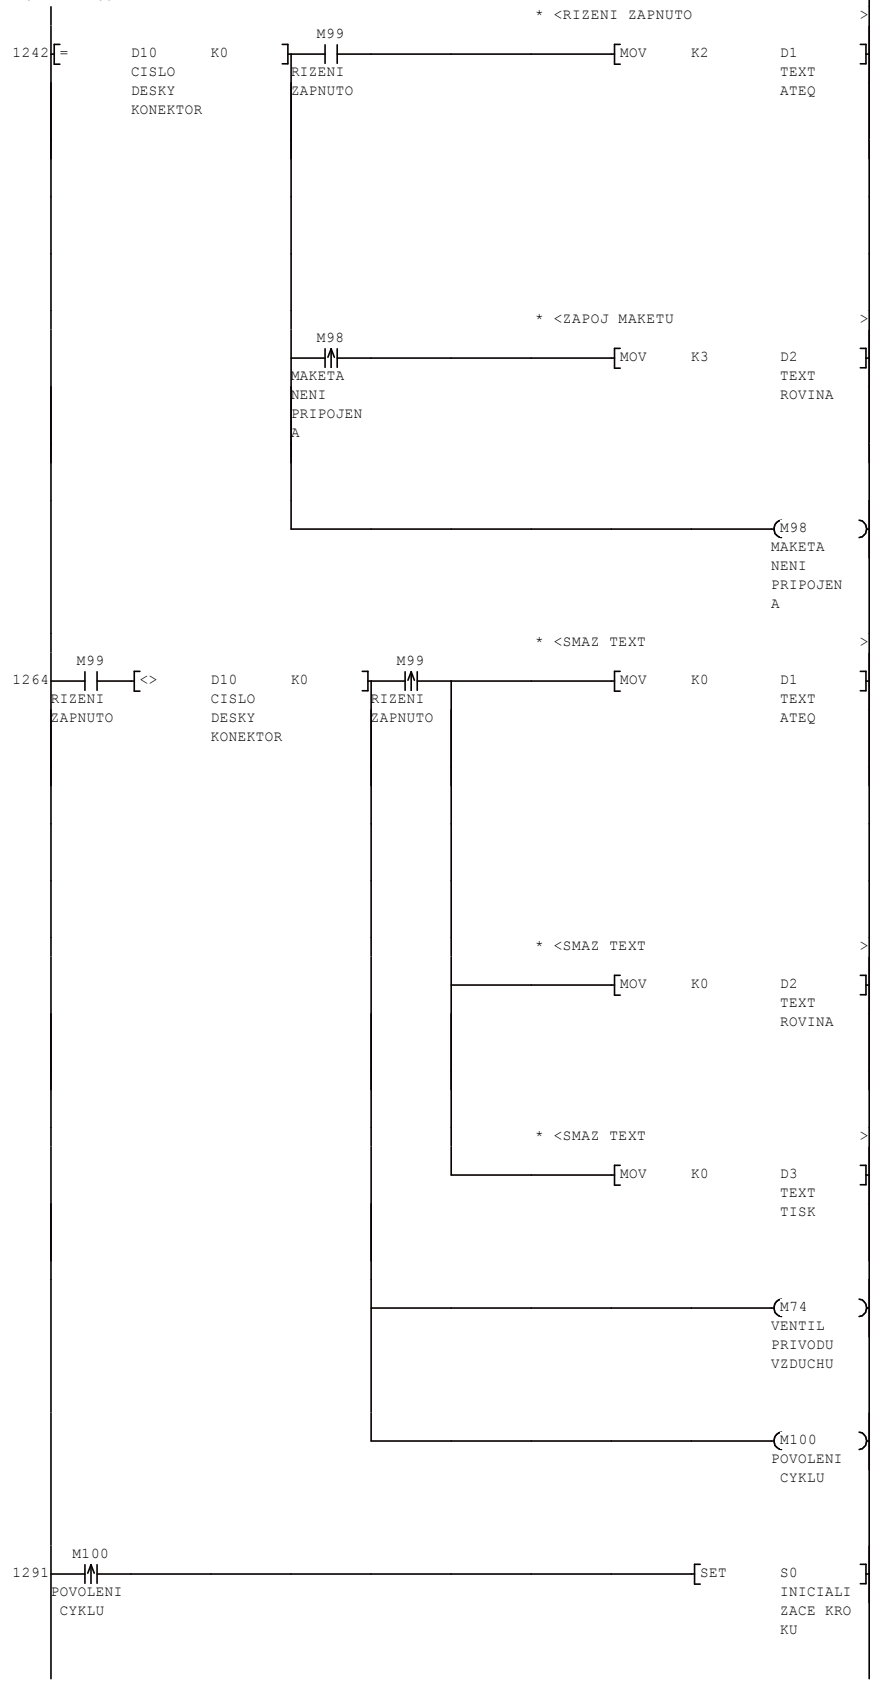 * <RIZENI ZAPNUTO >
M99
1242 = D10 K0 MOV K2 D1
CISLO RIZENI TEXT
DESKY ZAPNUTO ATEQ
KONEKTOR
* <ZAPOJ MAKETU >
M98
MOV K3 D2
MAKETA TEXT
NENI ROVINA
PRIPOJEN
A
M98
MAKETA
NENI
PRIPOJEN
A
* <SMAZ TEXT >
M99 M99
1264 <> D10 K0 MOV K0 D1
RIZENI CISLO RIZENI TEXT
ZAPNUTO DESKY ZAPNUTO ATEQ
KONEKTOR
* <SMAZ TEXT >
MOV K0 D2
TEXT
ROVINA
* <SMAZ TEXT >
MOV K0 D3
TEXT
TISK
M74
VENTIL
PRIVODU
VZDUCHU
M100
POVOLENI
CYKLU
M100
1291 SET S0
POVOLENI INICIALI
CYKLU ZACE KRO
KU